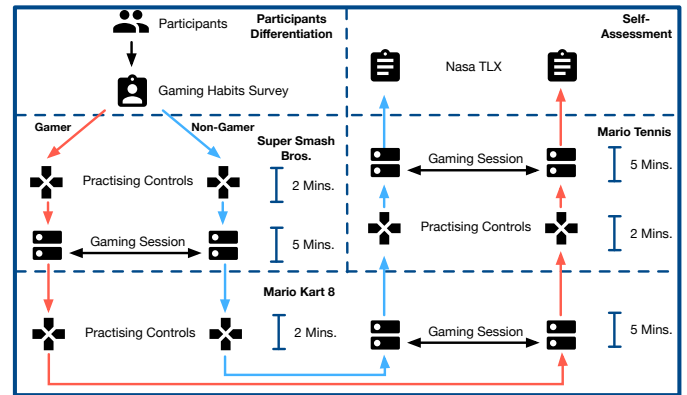 Participants
Participants
Differentiation
Gaming Habits Survey
Gamer
Non-Gamer
Super Smash
Bros.
Practising Controls
2 Mins.
Gaming Session
5 Mins.
Mario Kart 8
Practising Controls
2 Mins.
Self-
Assessment
Nasa TLX
Mario Tennis
Gaming Session
5 Mins.
Practising Controls
2 Mins.
Gaming Session
5 Mins.